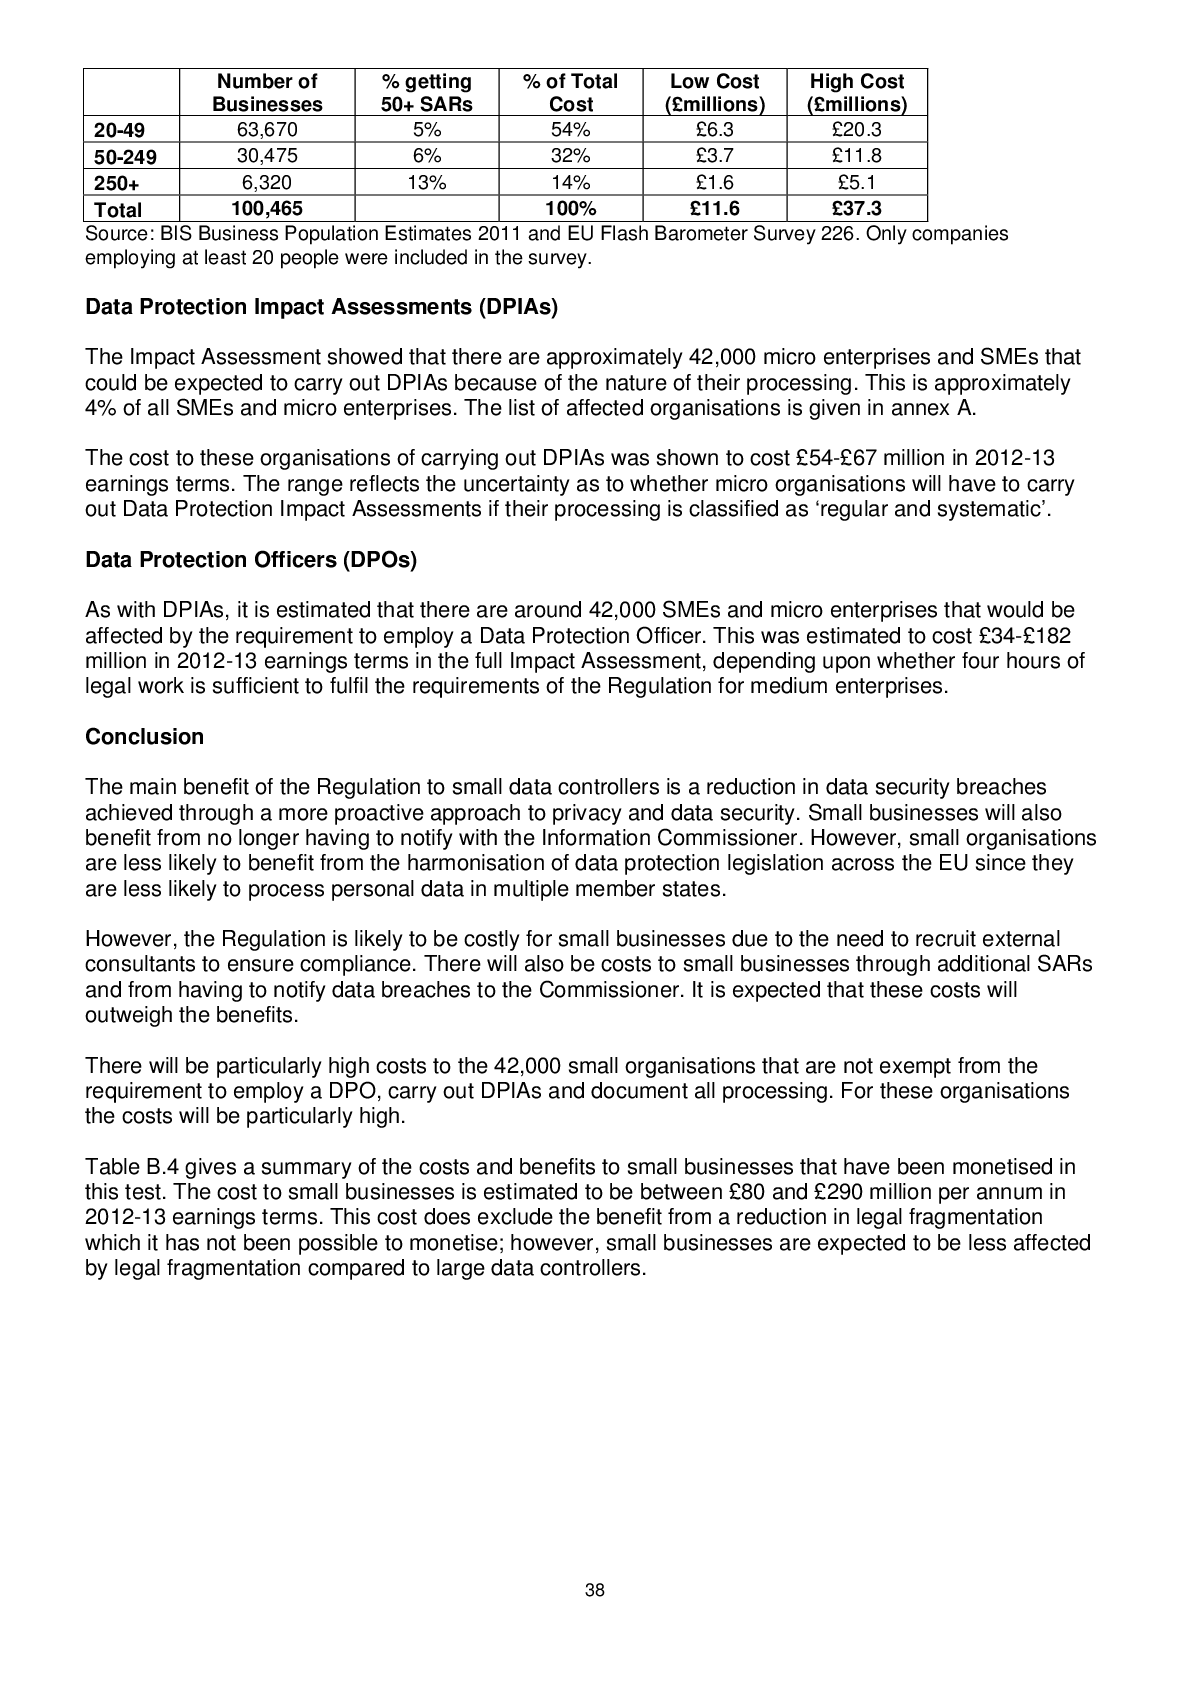 Number of Businesses | % getting 50+ SARs | % of Total Cost | Low Cost (£millions) | High Cost (£millions)
20-49 | 63,670 | 5% | 54% | £6.3 | £20.3
50-249 | 30,475 | 6% | 32% | £3.7 | £11.8
250+ | 6,320 | 13% | 14% | £1.6 | £5.1
Total | 100,465 | | 100% | £11.6 | £37.3
Source: BIS Business Population Estimates 2011 and EU Flash Barometer Survey 226. Only companies
employing at least 20 people were included in the survey.
Data Protection Impact Assessments (DPIAs)
The Impact Assessment showed that there are approximately 42,000 micro enterprises and SMEs that
could be expected to carry out DPIAs because of the nature of their processing. This is approximately
4% of all SMEs and micro enterprises. The list of affected organisations is given in annex A.
The cost to these organisations of carrying out DPIAs was shown to cost £54-£67 million in 2012-13
earnings terms. The range reflects the uncertainty as to whether micro organisations will have to carry
out Data Protection Impact Assessments if their processing is classified as ‘regular and systematic’.
Data Protection Officers (DPOs)
As with DPIAs, it is estimated that there are around 42,000 SMEs and micro enterprises that would be
affected by the requirement to employ a Data Protection Officer. This was estimated to cost £34-£182
million in 2012-13 earnings terms in the full Impact Assessment, depending upon whether four hours of
legal work is sufficient to fulfil the requirements of the Regulation for medium enterprises.
Conclusion
The main benefit of the Regulation to small data controllers is a reduction in data security breaches
achieved through a more proactive approach to privacy and data security. Small businesses will also
benefit from no longer having to notify with the Information Commissioner. However, small organisations
are less likely to benefit from the harmonisation of data protection legislation across the EU since they
are less likely to process personal data in multiple member states.
However, the Regulation is likely to be costly for small businesses due to the need to recruit external
consultants to ensure compliance. There will also be costs to small businesses through additional SARs
and from having to notify data breaches to the Commissioner. It is expected that these costs will
outweigh the benefits.
There will be particularly high costs to the 42,000 small organisations that are not exempt from the
requirement to employ a DPO, carry out DPIAs and document all processing. For these organisations
the costs will be particularly high.
Table B.4 gives a summary of the costs and benefits to small businesses that have been monetised in
this test. The cost to small businesses is estimated to be between £80 and £290 million per annum in
2012-13 earnings terms. This cost does exclude the benefit from a reduction in legal fragmentation
which it has not been possible to monetise; however, small businesses are expected to be less affected
by legal fragmentation compared to large data controllers.
38